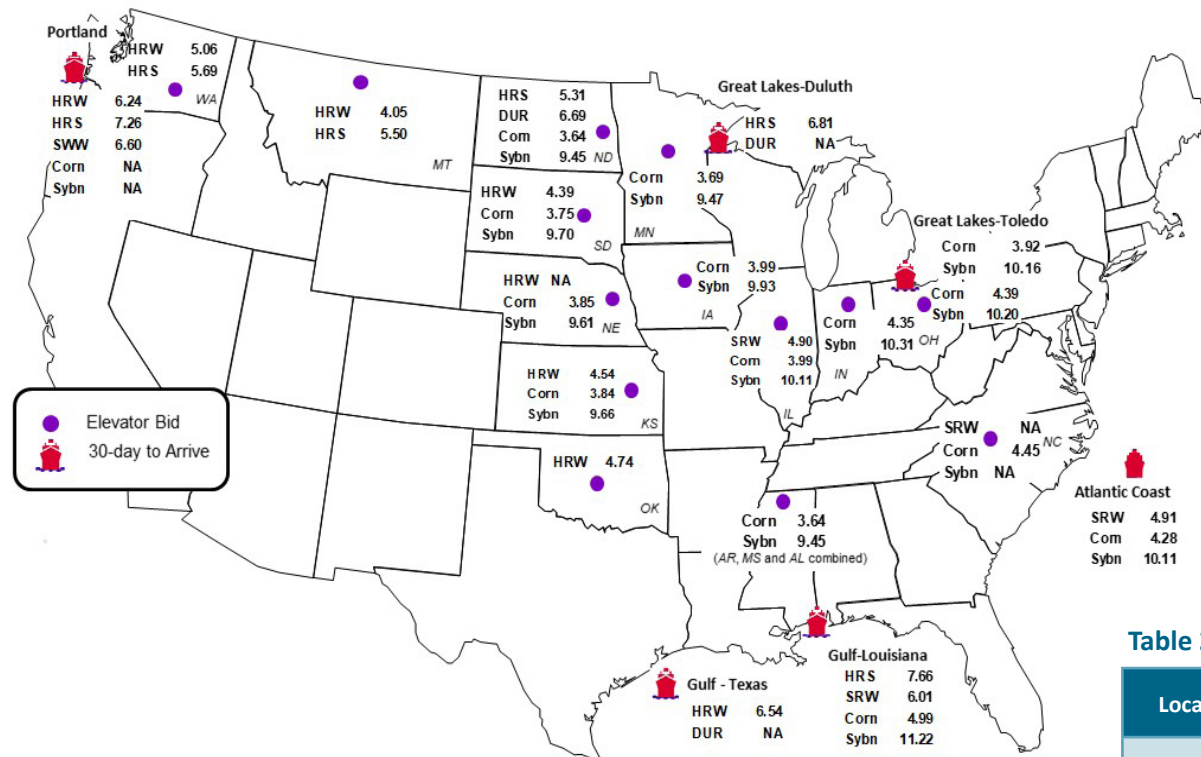 Portland
HRW 5.06
HRS 5.69
WA
HRW 6.24
HRS 7.26
SWW 6.60
Corn NA
Sybn NA
HRW 4.05
HRS 5.50
MT
HRS 5.31
DUR 6.69
Corn 3.64
Sybn 9.45 ND
Great Lakes-Duluth
HRS 6.81
DUR NA
Corn 3.69
Sybn 9.47
MN
HRW 4.39
Corn 3.75
Sybn 9.70
SD
Great Lakes-Toledo
Corn 3.92
Sybn 10.16
Corn 3.99
Sybn 9.93
IA
HRW NA
Corn 3.85
Sybn 9.61 NE
Corn 4.39
Sybn 10.20
OH
Corn 4.35
Sybn 10.31
IN
SRW 4.90
Corn 3.99
Sybn 10.11
IL
HRW 4.54
Corn 3.84
Sybn 9.66
KS
Elevator Bid
30-day to Arrive
SRW NA
Corn 4.45 NC
Sybn NA
HRW 4.74
OK
Atlantic Coast
SRW 4.91
Corn 4.28
Sybn 10.11
Corn 3.64
Sybn 9.45
(AR, MS and AL combined)
Gulf-Louisiana
HRS 7.66
SRW 6.01
Corn 4.99
Sybn 11.22
Gulf - Texas
HRW 6.54
DUR NA
Table
Loca